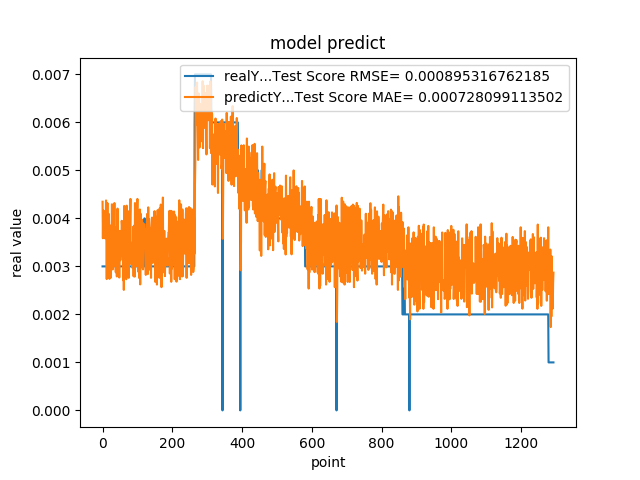 model predict
realY...Test Score RMSE= 0.000895316762185
predictY...Test Score MAE= 0.000728099113502
0.007
0.006
0.005
0.004
0.003
0.002
0.001
0.000
real value
0 200 400 600 800 1000 1200
point